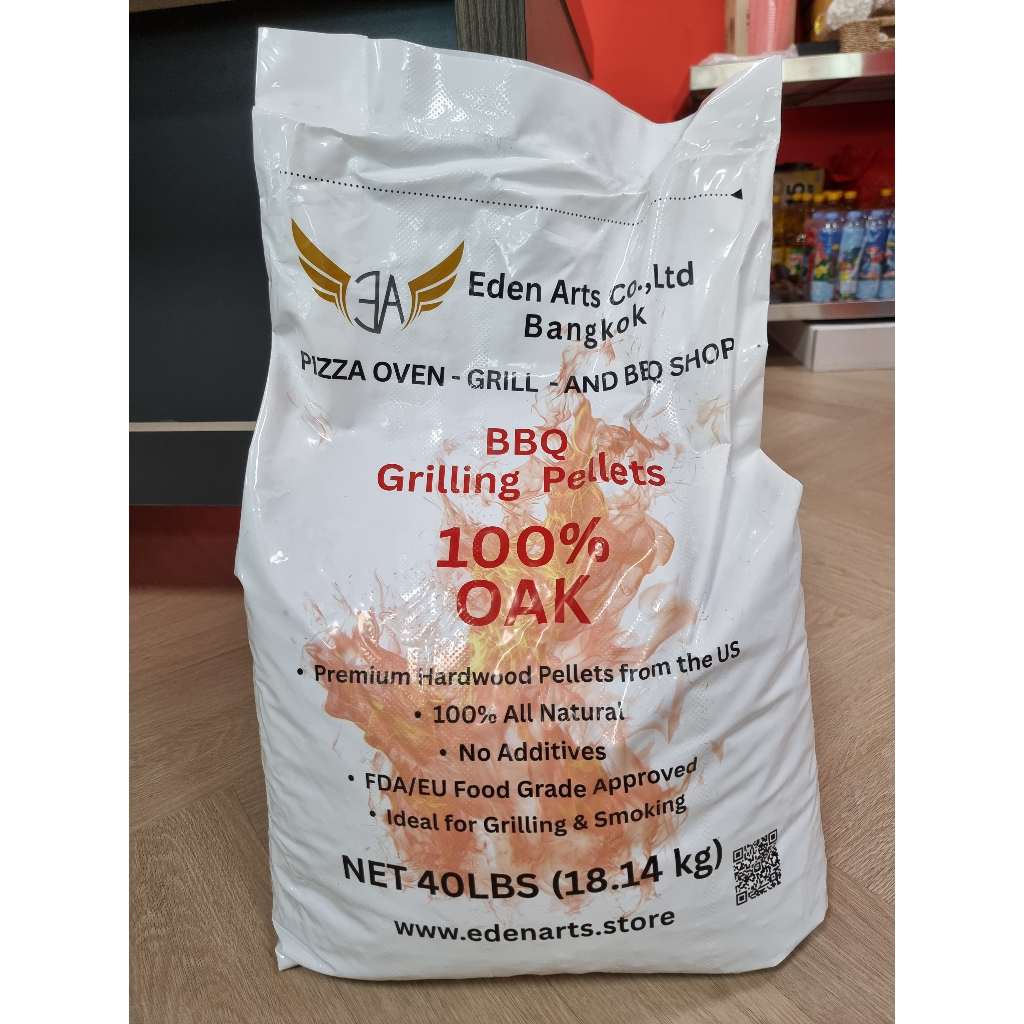 EA
Eden Arts Co.,Ltd
Bangkok
PIZZA OVEN - GRILL - AND BBQ SHOP
BBQ
Grilling Pellets
100%
OAK
• Premium Hardwood Pellets from the US
• 100% All Natural
• No Additives
• FDA/EU Food Grade Approved
• Ideal for Grilling & Smoking
NET 40LBS (18.14 kg)
www.edenarts.store